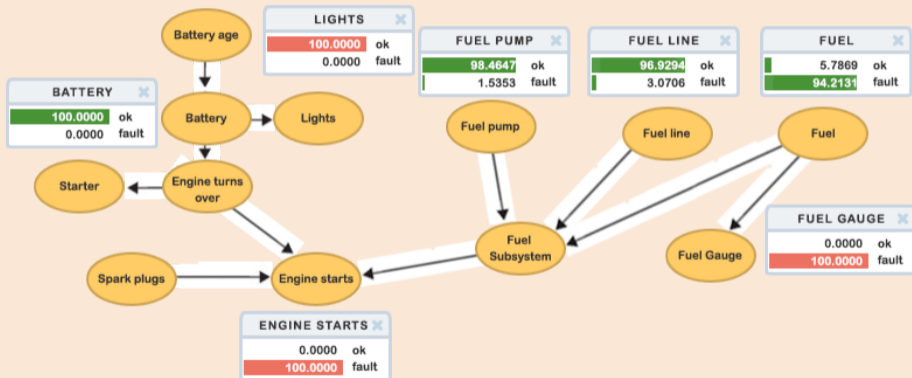 Battery age
LIGHTS ×
100.0000 ok
0.0000 fault
FUEL PUMP ×
98.4647 ok
1.5353 fault
FUEL LINE ×
96.9294 ok
3.0706 fault
FUEL ×
5.7869 ok
94.2131 fault
BATTERY ×
100.0000 ok
0.0000 fault
Battery
Lights
Fuel pump
Fuel line
Fuel
Starter
Engine turns
over
FUEL GAUGE ×
0.0000 ok
100.0000 fault
Spark plugs
Engine starts
Fuel
Subsystem
Fuel Gauge
ENGINE STARTS ×
0.0000 ok
100.0000 fault